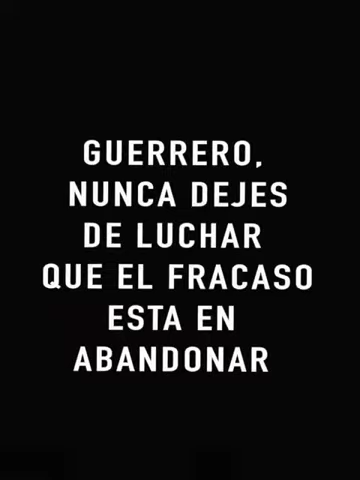 GUERRERO,
NUNCA DEJES
DE LUCHAR
QUE EL FRACASO
ESTA EN
ABANDONAR